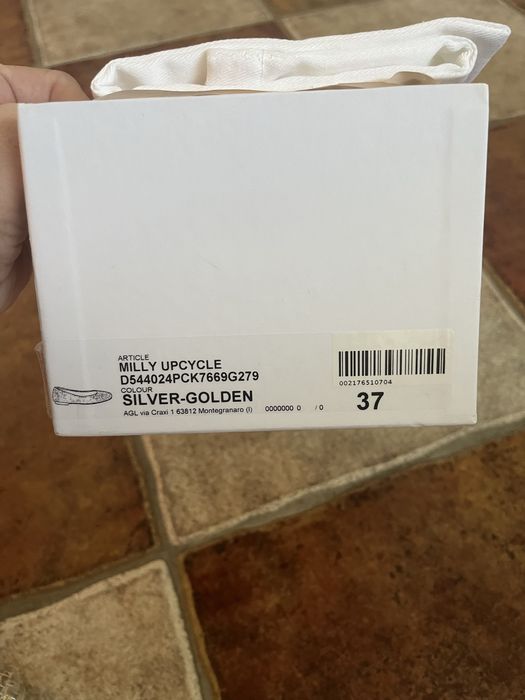 ARTICLE
MILLY UPCYCLE
D544024PCK7669G279
COLOUR
SILVER-GOLDEN
AGL via Craxi 1 63812 Montegranaro (I) 0000000 0 / 0
002176510704
37